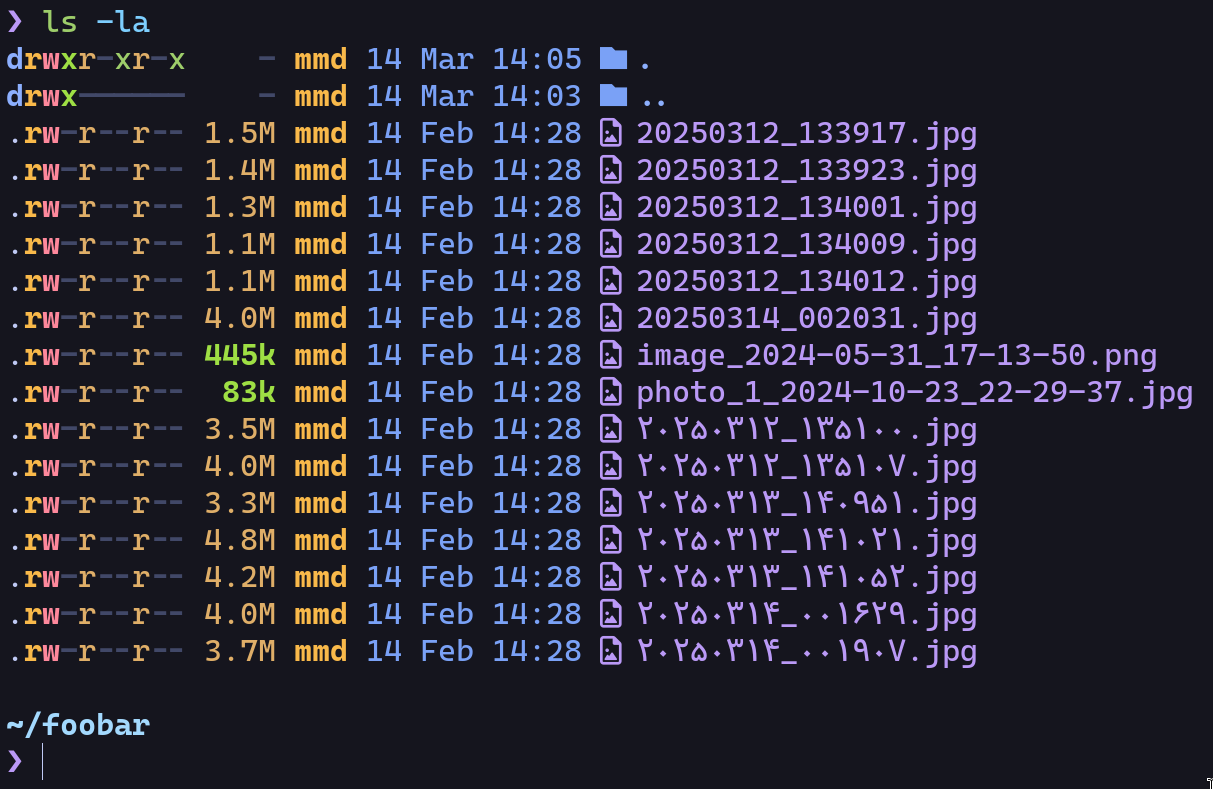 ❯ ls -la
drwxr-xr-x    - mmd 14 Mar 14:05 .
drwx------    - mmd 14 Mar 14:03 ..
.rw-r--r-- 1.5M mmd 14 Feb 14:28 20250312_133917.jpg
.rw-r--r-- 1.4M mmd 14 Feb 14:28 20250312_133923.jpg
.rw-r--r-- 1.3M mmd 14 Feb 14:28 20250312_134001.jpg
.rw-r--r-- 1.1M mmd 14 Feb 14:28 20250312_134009.jpg
.rw-r--r-- 1.1M mmd 14 Feb 14:28 20250312_134012.jpg
.rw-r--r-- 4.0M mmd 14 Feb 14:28 20250314_002031.jpg
.rw-r--r-- 445k mmd 14 Feb 14:28 image_2024-05-31_17-13-50.png
.rw-r--r--  83k mmd 14 Feb 14:28 photo_1_2024-10-23_22-29-37.jpg
.rw-r--r-- 3.5M mmd 14 Feb 14:28 ۲۰۲۵۰۳۱۲_۱۳۵۱۰۰.jpg
.rw-r--r-- 4.0M mmd 14 Feb 14:28 ۲۰۲۵۰۳۱۲_۱۳۵۱۰۷.jpg
.rw-r--r-- 3.3M mmd 14 Feb 14:28 ۲۰۲۵۰۳۱۳_۱۴۰۹۵۱.jpg
.rw-r--r-- 4.8M mmd 14 Feb 14:28 ۲۰۲۵۰۳۱۳_۱۴۱۰۲۱.jpg
.rw-r--r-- 4.2M mmd 14 Feb 14:28 ۲۰۲۵۰۳۱۳_۱۴۱۰۵۲.jpg
.rw-r--r-- 4.0M mmd 14 Feb 14:28 ۲۰۲۵۰۳۱۴_۰۰۱۶۲۹.jpg
.rw-r--r-- 3.7M mmd 14 Feb 14:28 ۲۰۲۵۰۳۱۴_۰۰۱۹۰۷.jpg
~/foobar
❯